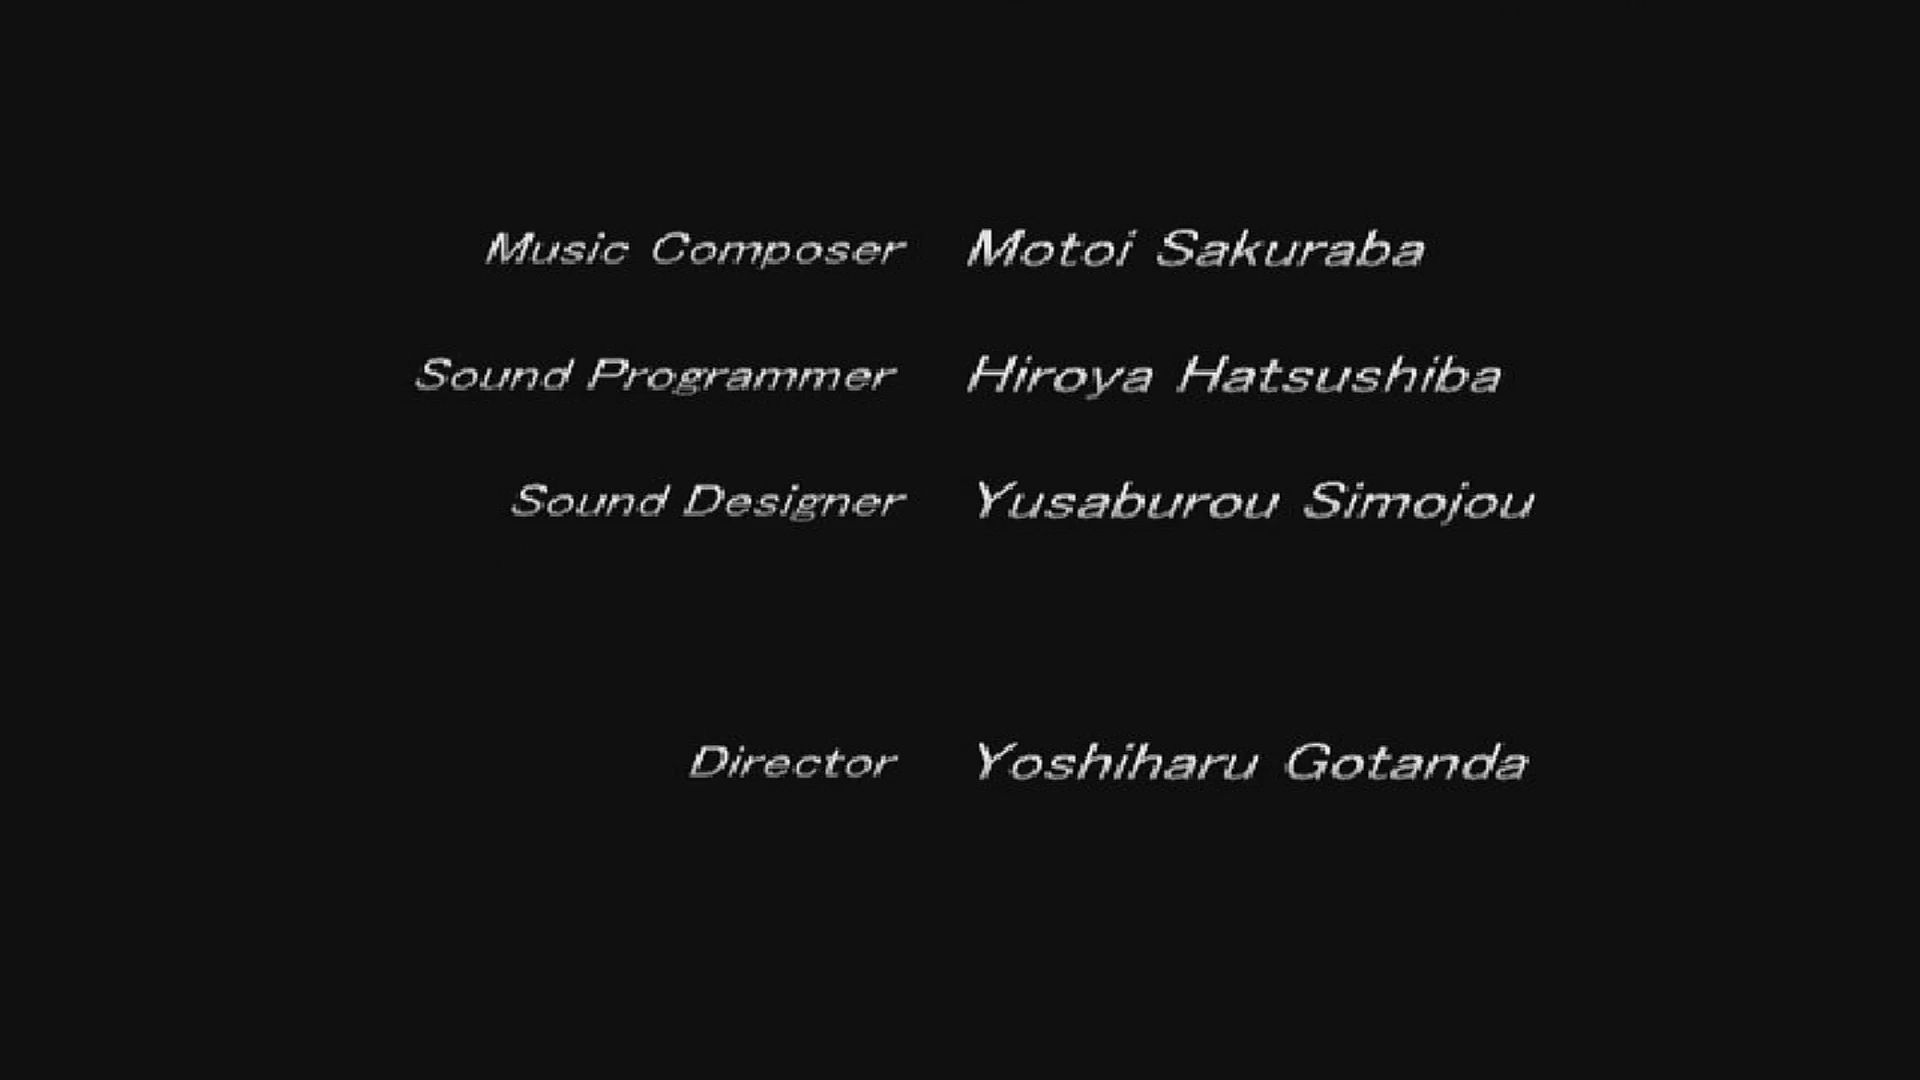 Music Composer Motoi Sakuraba
Sound Programmer Hiroya Hatsushiba
Sound Designer Yusaburou Simojou
Director Yoshiharu Gotanda